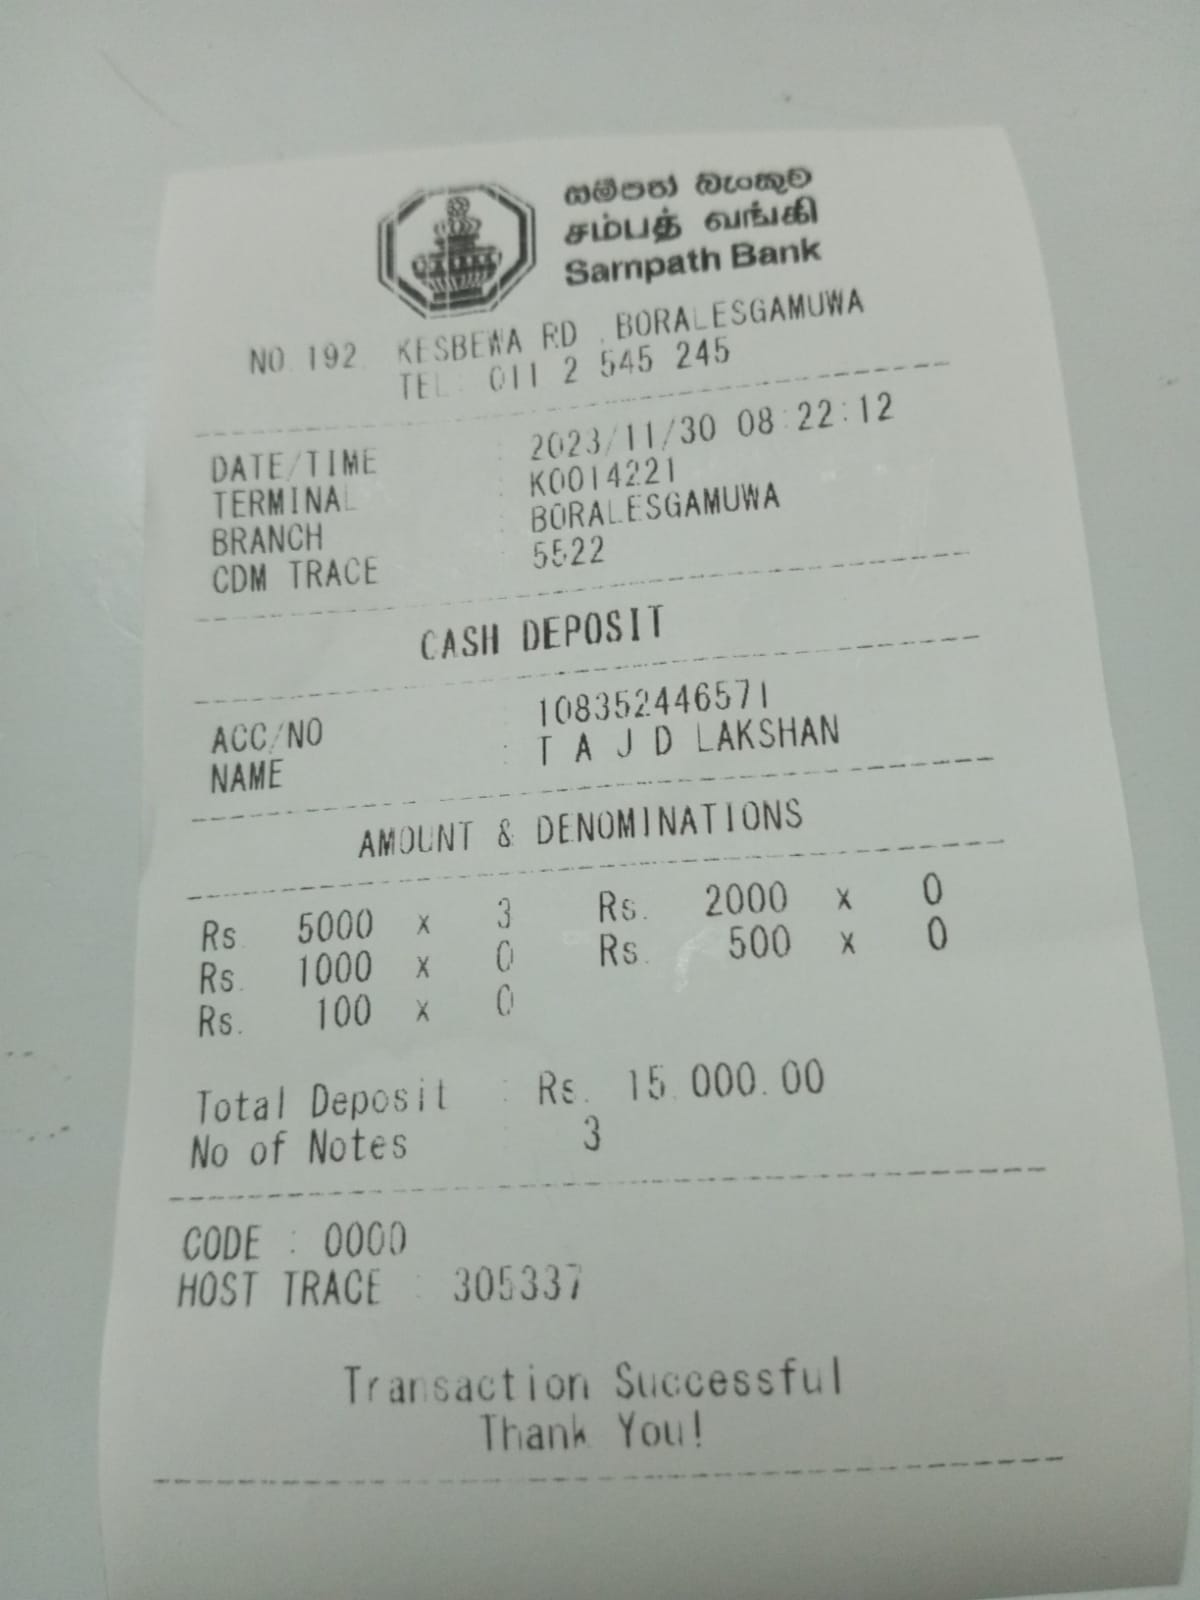 සම්පත් බැංකුව
சம்பத் வங்கி
Sampath Bank
NO.192, KESBEWA RD, BORALESGAMUWA
TEL: 011 2 545 245
DATE/TIME : 2023/11/30 08:22:12
TERMINAL : K0014221
BRANCH : BORALESGAMUWA
CDM TRACE : 5522
CASH DEPOSIT
ACC/NO : 108352446571
NAME : T A J D LAKSHAN
AMOUNT & DENOMINATIONS
Rs. 5000 x 3 Rs. 2000 x 0
Rs. 1000 x 0 Rs. 500 x 0
Rs. 100 x 0
Total Deposit : Rs. 15,000.00
No of Notes : 3
CODE : 0000
HOST TRACE : 305337
Transaction Successful
Thank You!